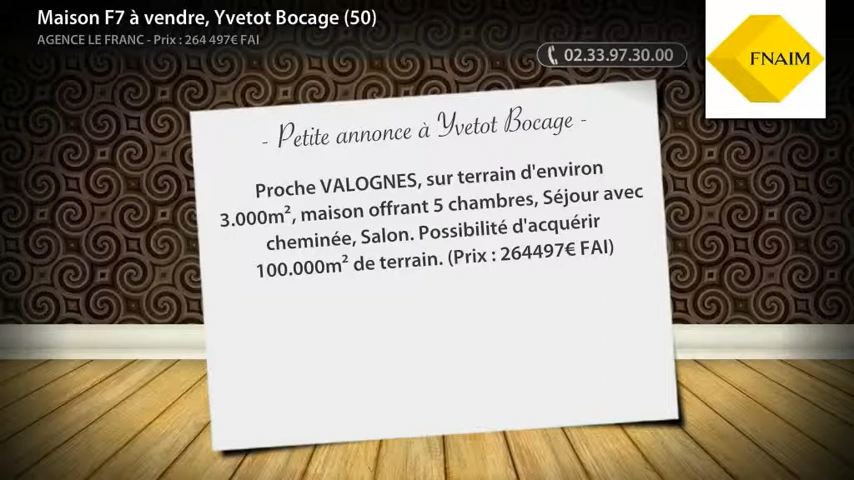 Maison F7 à vendre, Yvetot Bocage (50)
AGENCE LE FRANC - Prix : 264 497€ FAI
02.33.97.30.00
FNAIM
- Petite annonce à Yvetot Bocage -
Proche VALOGNES, sur terrain d'environ
3.000m², maison offrant 5 chambres, Séjour avec
cheminée, Salon. Possibilité d'acquérir
100.000m² de terrain. (Prix : 264497€ FAI)